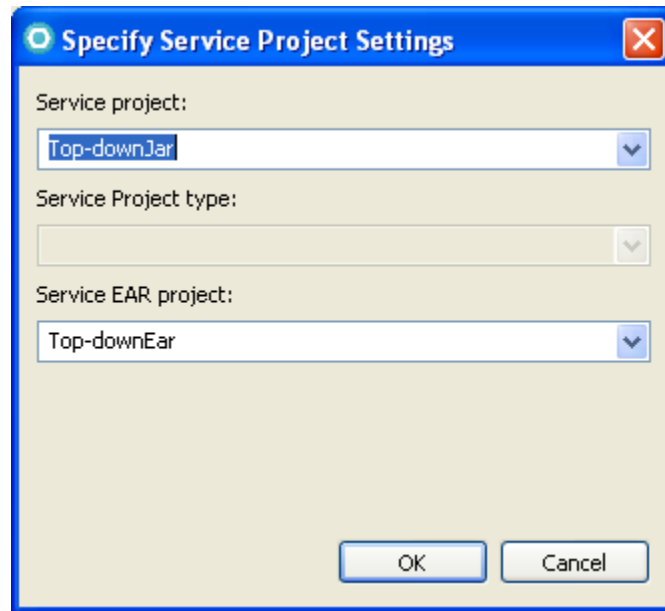 Specify Service Project Settings
Service project:
Top-downJar
Service Project type:
Service EAR project:
Top-downEar
OK Cancel